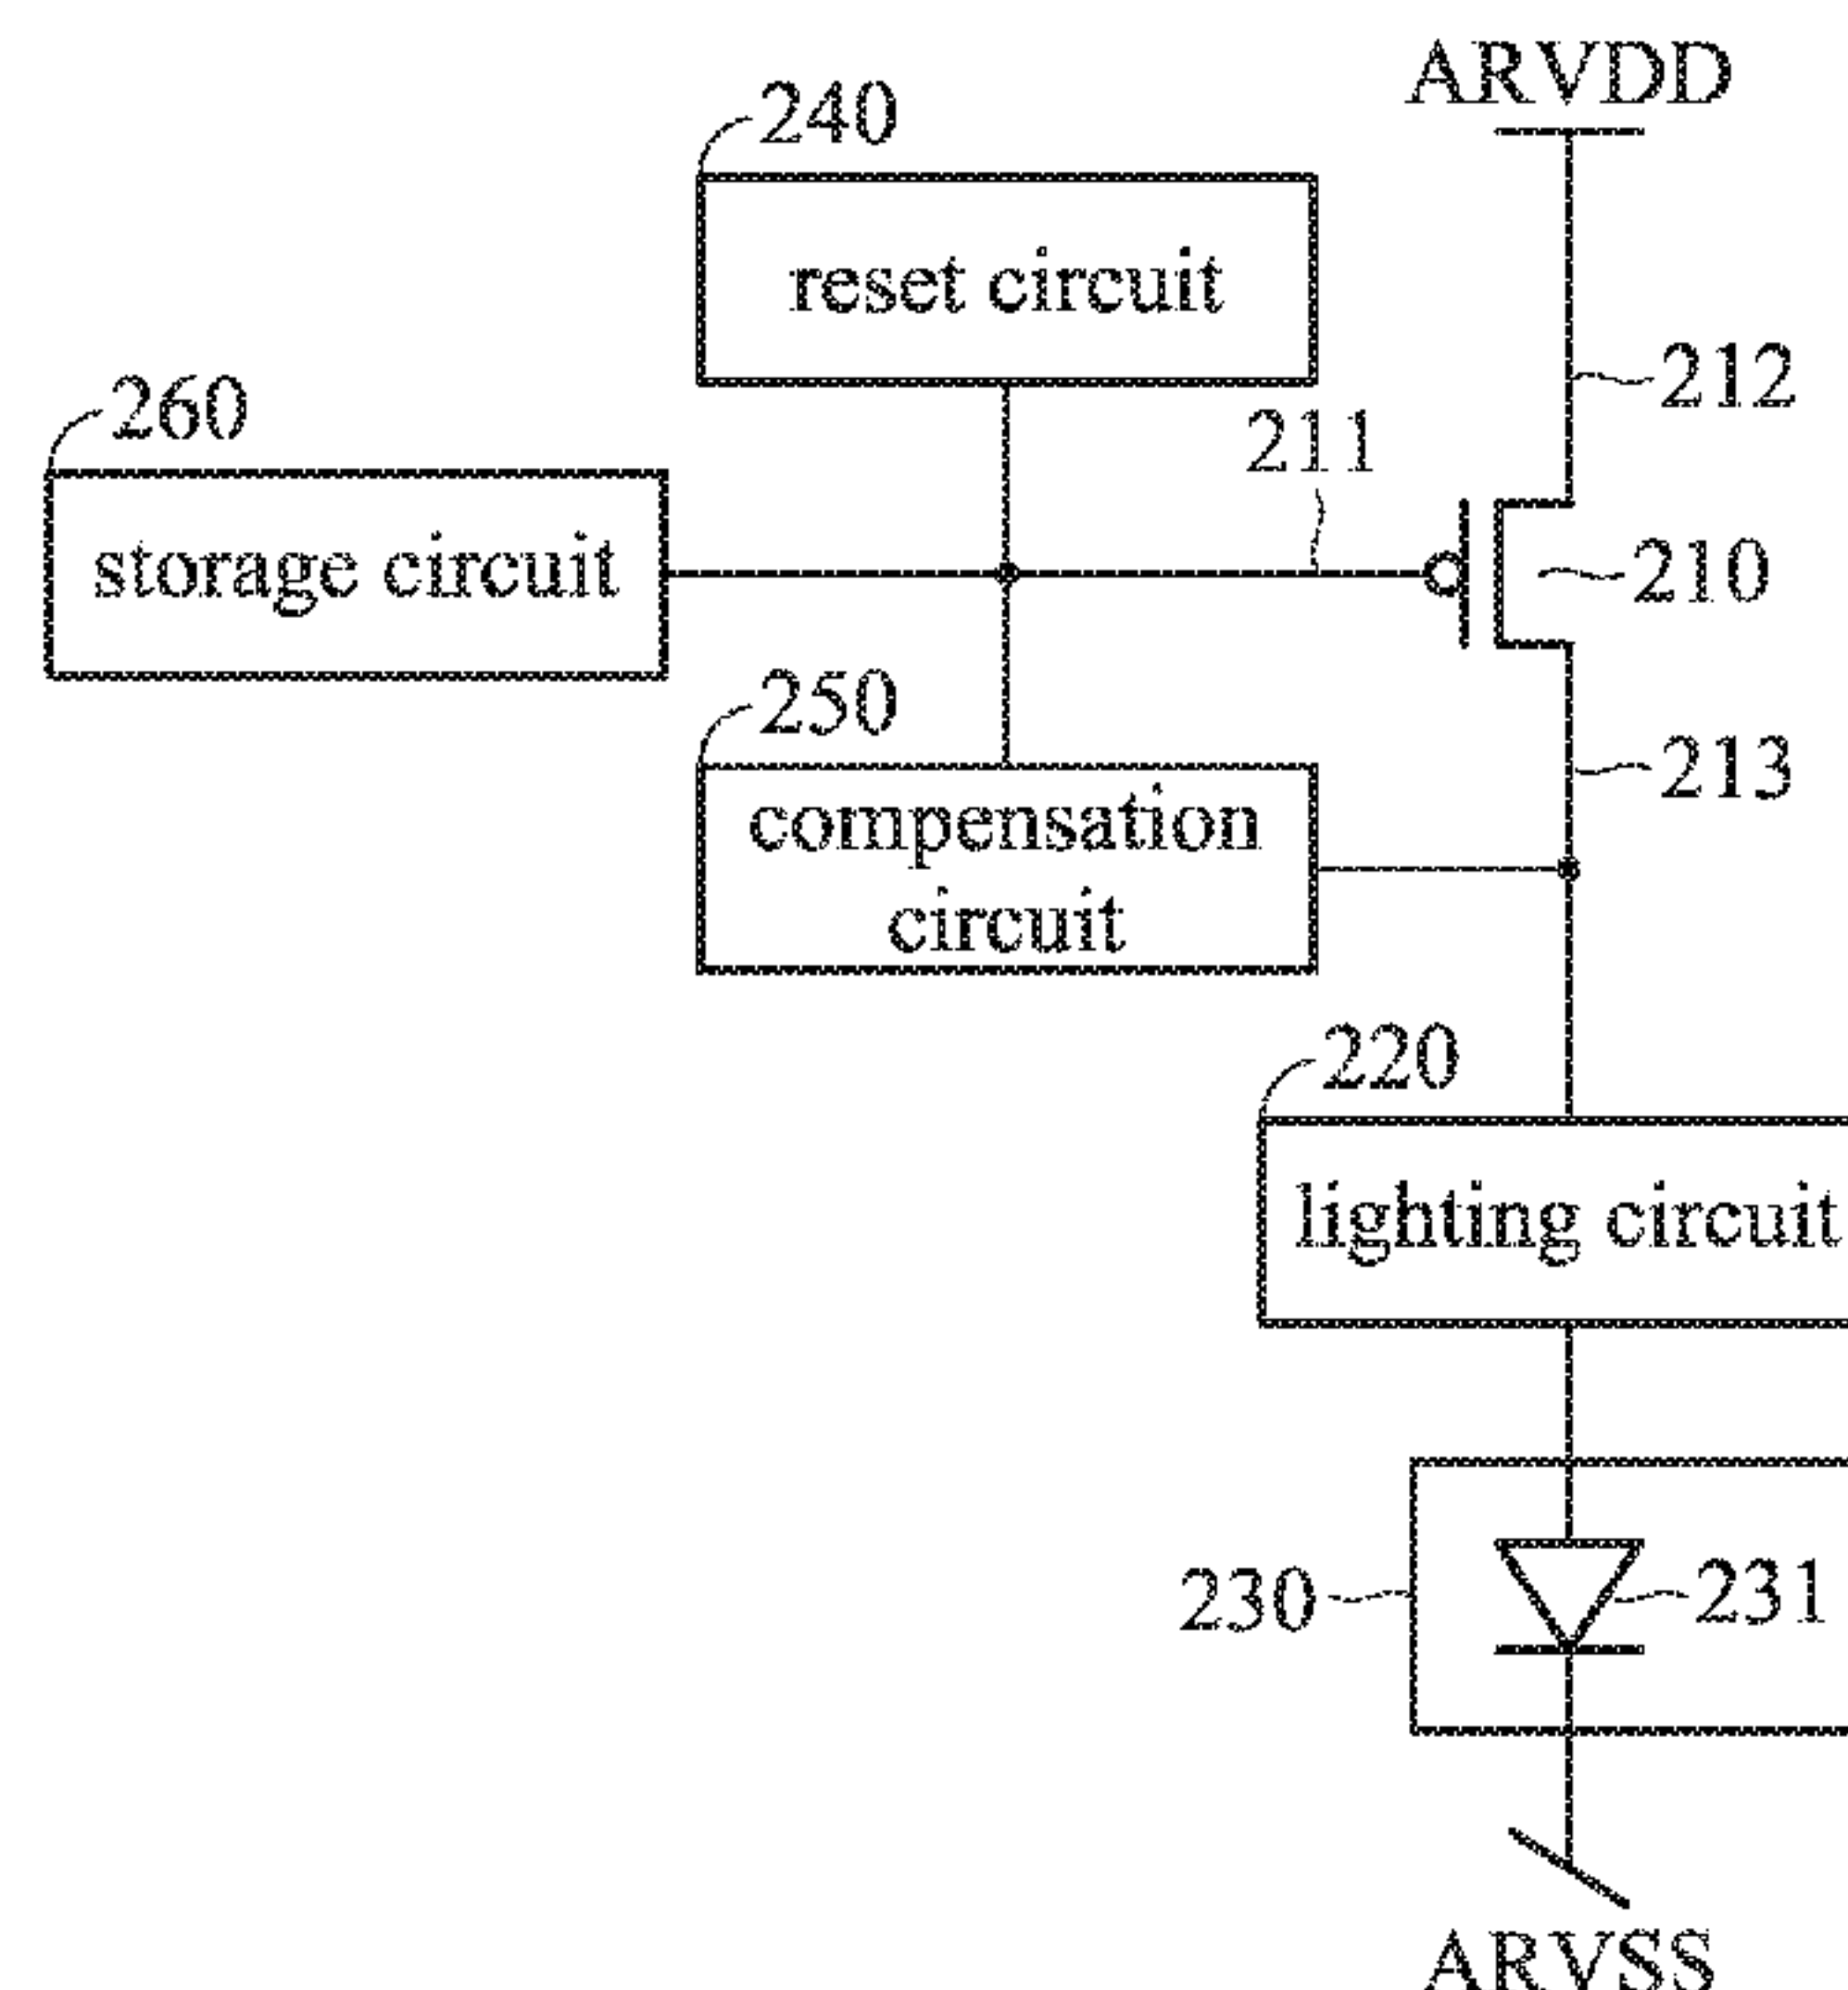 ARVDD
240
reset circuit
212
260
211
storage circuit
210
250
213
compensation
circuit
220
lighting circuit
230
231
ARVSS